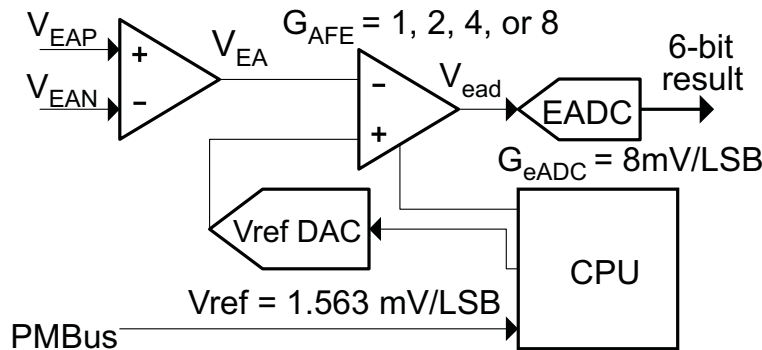 V_EAP
V_EAN
+
−
V_EA
G_AFE = 1, 2, 4, or 8
−
+
V_ead
EADC
6-bit
result
G_eADC = 8mV/LSB
Vref DAC
CPU
Vref = 1.563 mV/LSB
PMBus